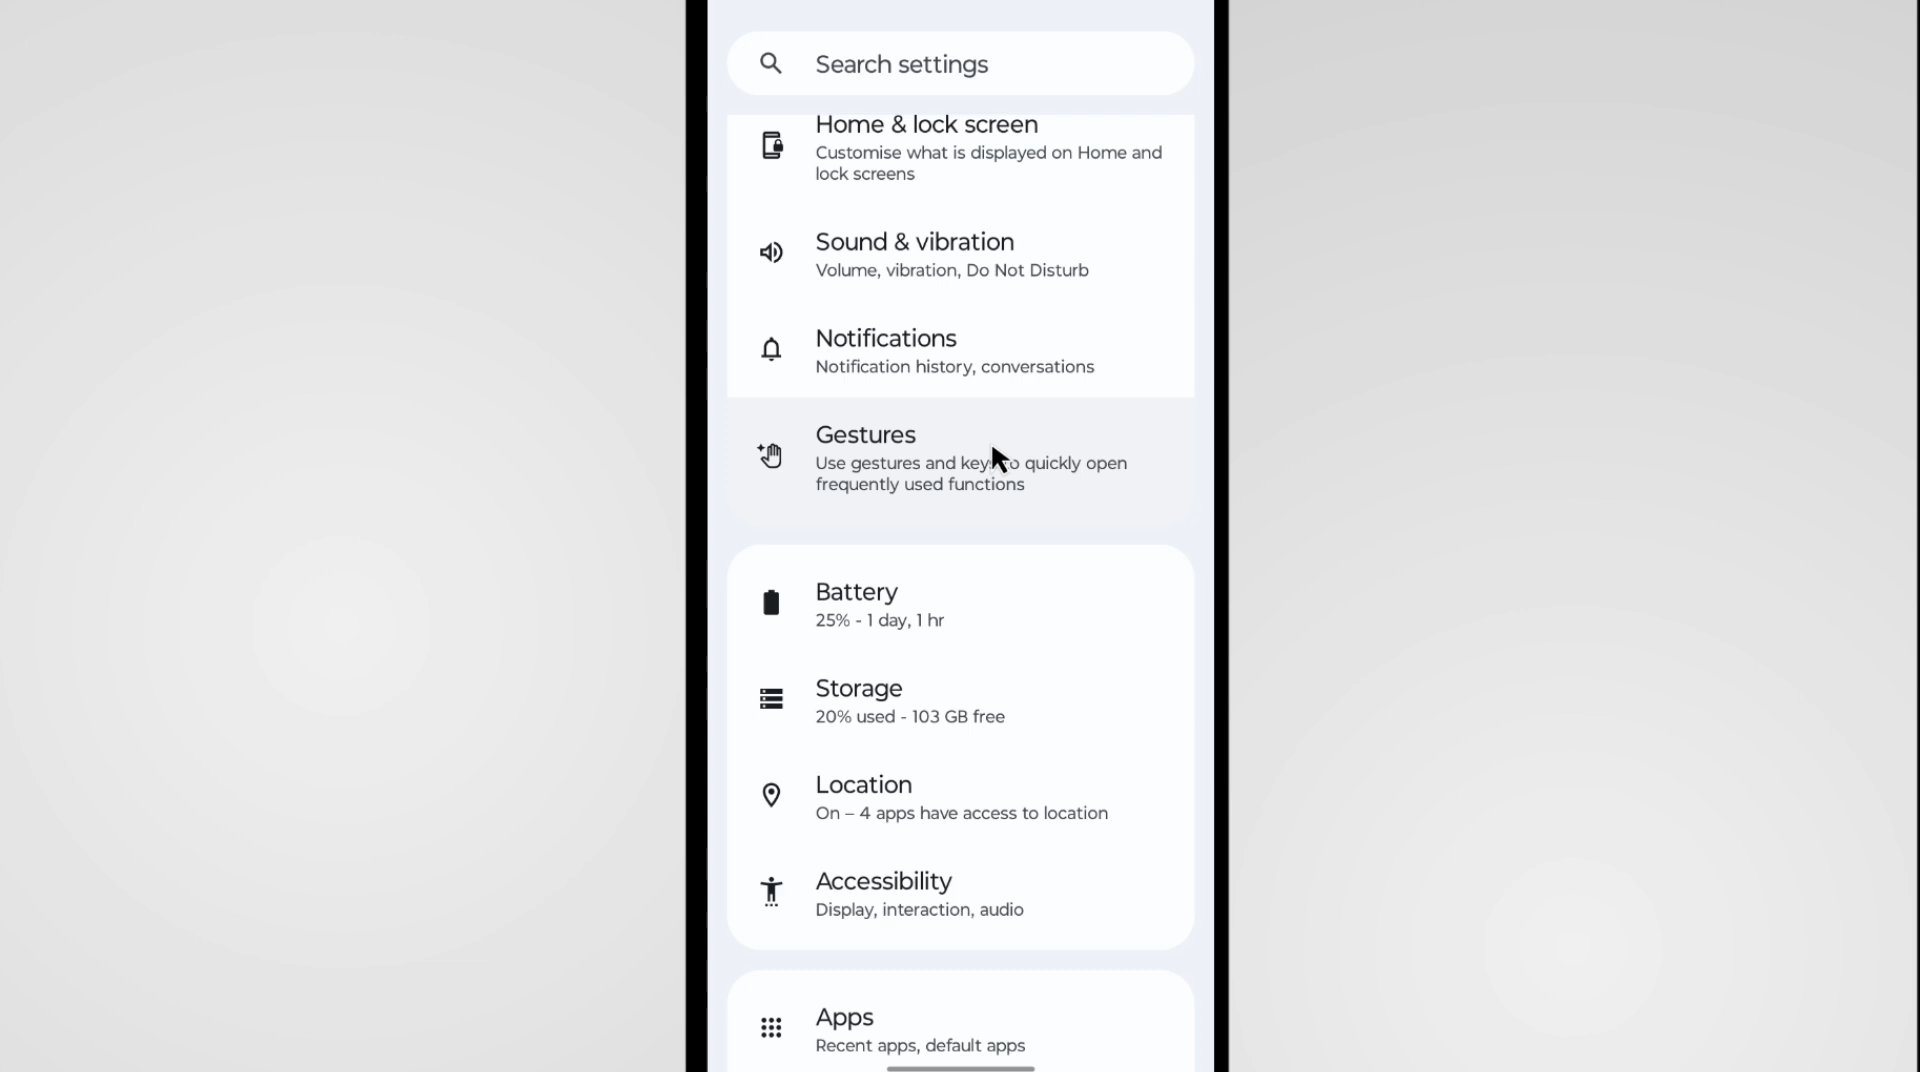 Search settings
Home & lock screen
Customise what is displayed on Home and
lock screens
Sound & vibration
Volume, vibration, Do Not Disturb
Notifications
Notification history, conversations
Gestures
Use gestures and keys to quickly open
frequently used functions
Battery
25% - 1 day, 1 hr
Storage
20% used - 103 GB free
Location
On – 4 apps have access to location
Accessibility
Display, interaction, audio
Apps
Recent apps, default apps